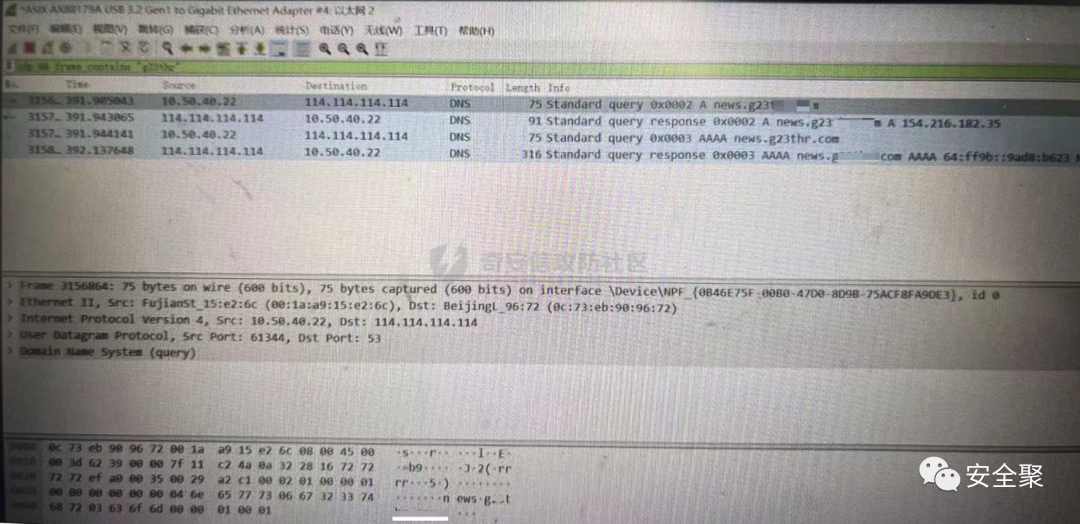 *ASIX AX88179A USB 3.2 Gen1 to Gigabit Ethernet Adapter #4: 以太网 2
文件(F) 编辑(E) 视图(V) 跳转(G) 捕获(C) 分析(A) 统计(S) 电话(Y) 无线(W) 工具(T) 帮助(H)
udp && frame contains "g23thr"
No. Time Source Destination Protocol Length Info
3156… 391.905043 10.50.40.22 114.114.114.114 DNS 75 Standard query 0x0002 A news.g23t m
3157… 391.943065 114.114.114.114 10.50.40.22 DNS 91 Standard query response 0x0002 A news.g23 m A 154.216.182.35
3157… 391.944141 10.50.40.22 114.114.114.114 DNS 75 Standard query 0x0003 AAAA news.g23thr.com
3158… 392.137648 114.114.114.114 10.50.40.22 DNS 316 Standard query response 0x0003 AAAA news.g com AAAA 64:ff9b::9ad8:b623
奇安信攻防社区
> Frame 3156864: 75 bytes on wire (600 bits), 75 bytes captured (600 bits) on interface \Device\NPF_{0B46E75F-00B0-47D0-8D9B-75ACF8FA9DE3}, id 0
> Ethernet II, Src: FujianSt_15:e2:6c (00:1a:a9:15:e2:6c), Dst: BeijingL_96:72 (0c:73:eb:90:96:72)
> Internet Protocol Version 4, Src: 10.50.40.22, Dst: 114.114.114.114
> User Datagram Protocol, Src Port: 61344, Dst Port: 53
> Domain Name System (query)
0000 0c 73 eb 90 96 72 00 1a a9 15 e2 6c 08 00 45 00 ·s···r·· ···l··E·
0010 00 3d 62 39 00 00 7f 11 c2 4a 0a 32 28 16 72 72 ·=b9···· ·J·2(·rr
0020 72 72 ef a0 00 35 00 29 a2 c1 00 02 01 00 00 01 rr···5·) ········
0030 00 00 00 00 00 00 04 6e 65 77 73 06 67 32 33 74 ·······n ews·g t
0040 68 72 03 63 6f 6d 00 00 01 00 01
安全聚